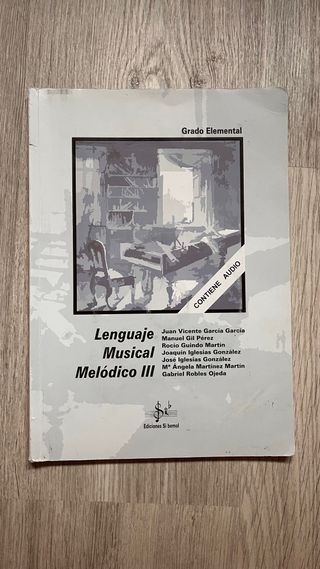 Grado Elemental
CONTIENE AUDIO
Lenguaje
Musical
Melódico III
Juan Vicente García García
Manuel Gil Pérez
Rocío Guindo Martín
Joaquín Iglesias González
José Iglesias González
Mª Ángela Martínez Martín
Gabriel Robles Ojeda
Ediciones Si bemol